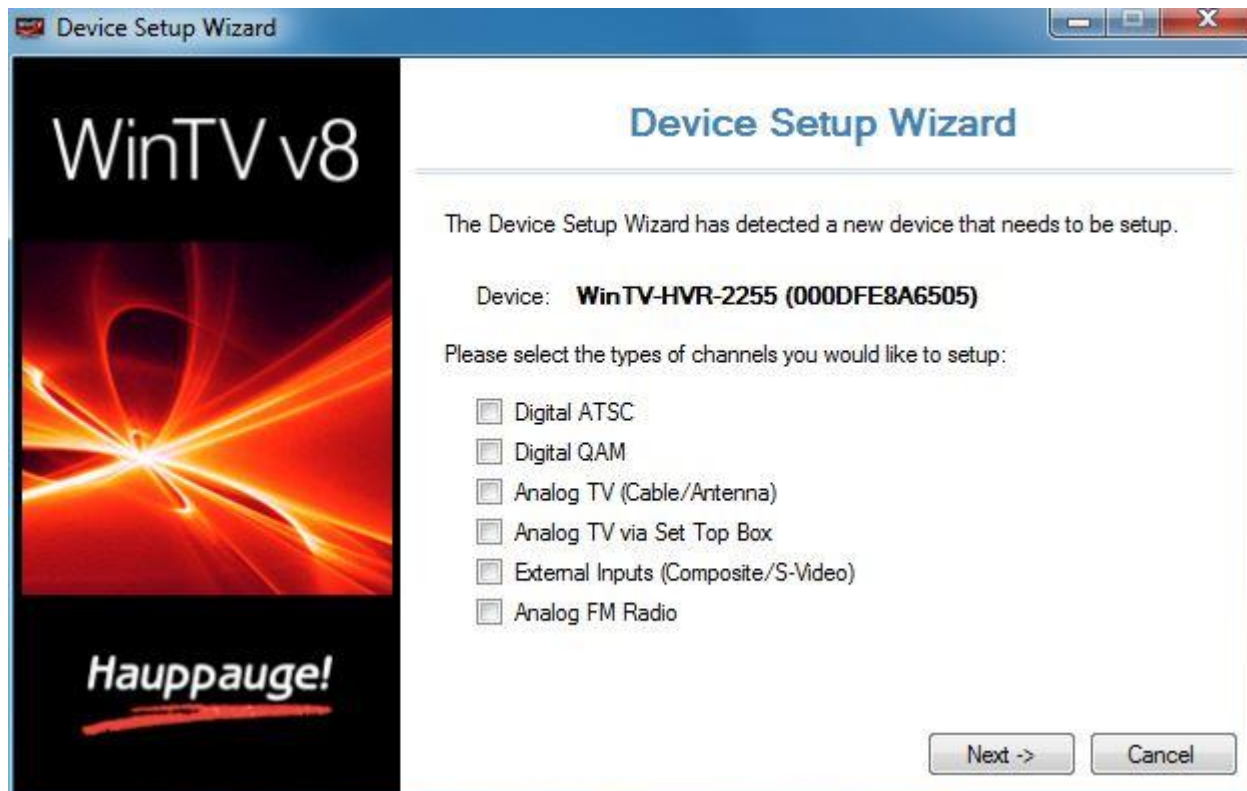 Device Setup Wizard
WinTV v8
Hauppauge!
Device Setup Wizard
The Device Setup Wizard has detected a new device that needs to be setup.
Device: WinTV-HVR-2255 (000DFE8A6505)
Please select the types of channels you would like to setup:
Digital ATSC
Digital QAM
Analog TV (Cable/Antenna)
Analog TV via Set Top Box
External Inputs (Composite/S-Video)
Analog FM Radio
Next -> Cancel